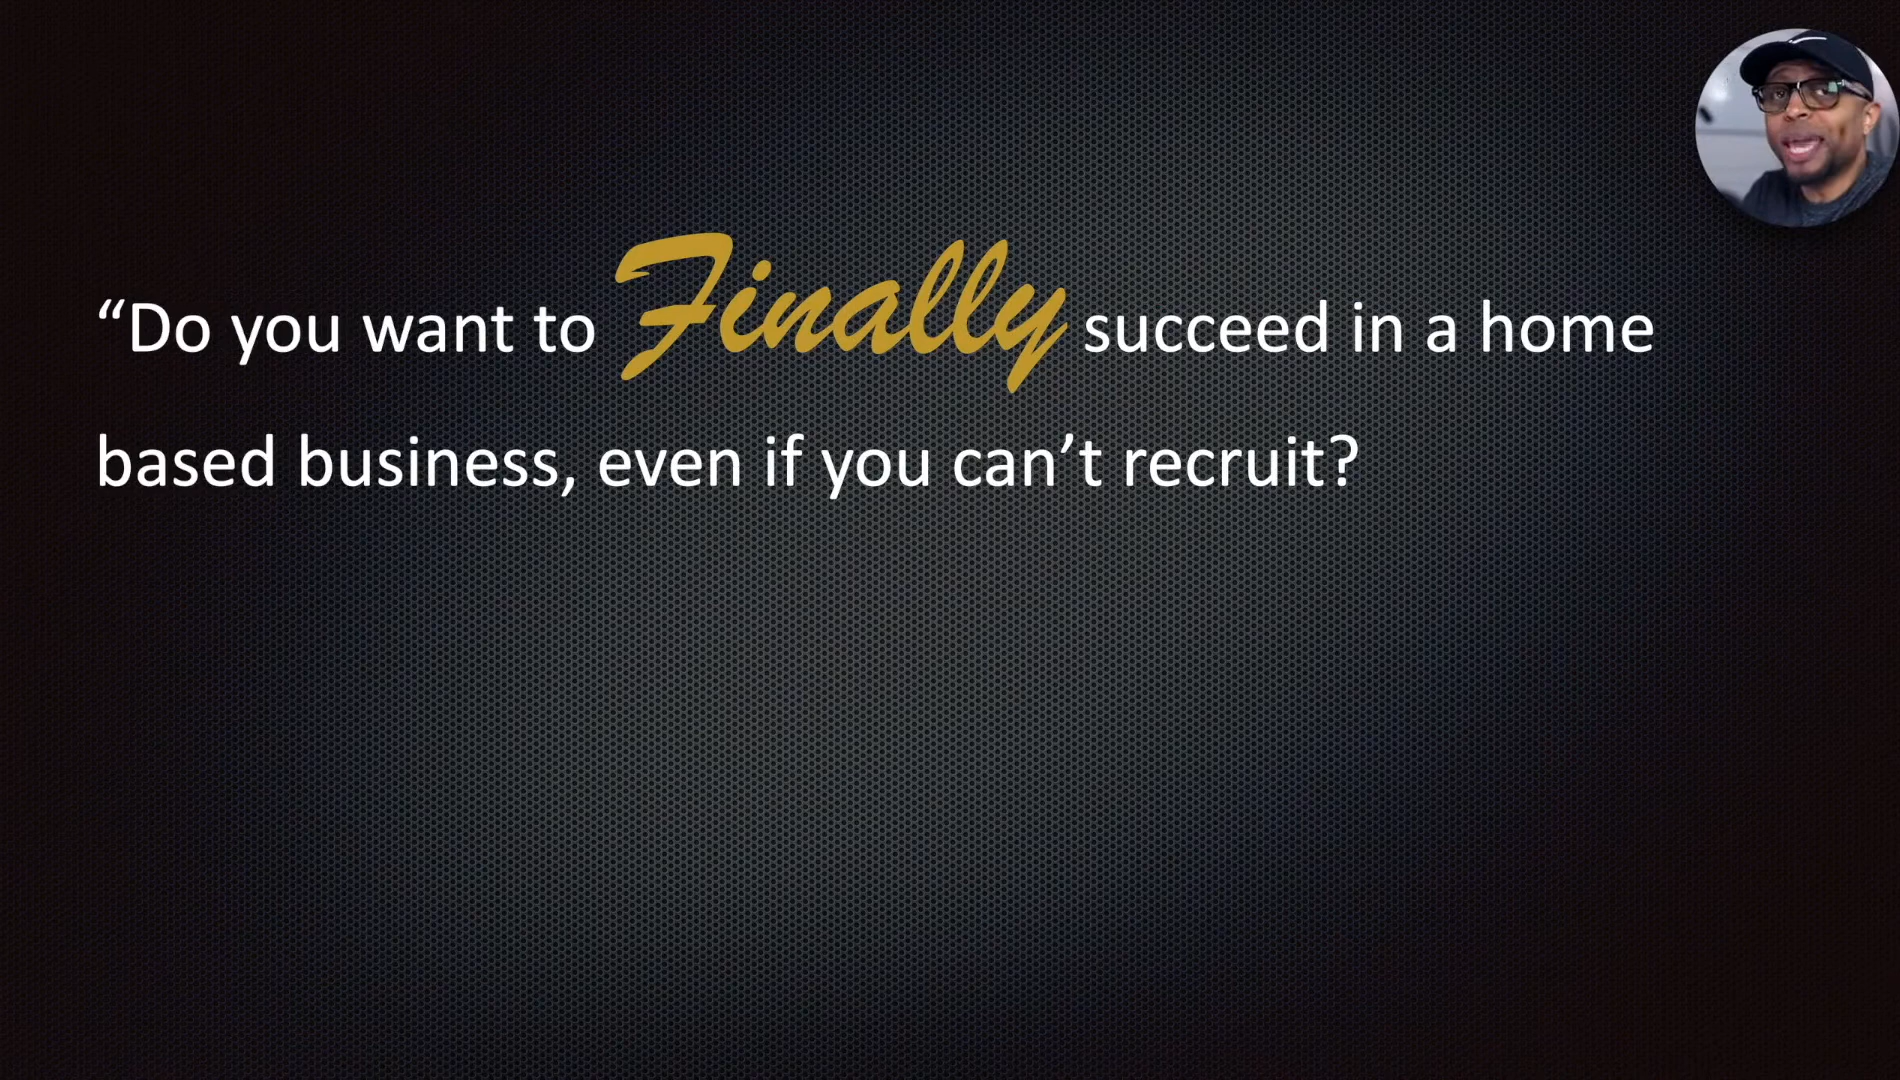 “Do you want to Finally succeed in a home
based business, even if you can’t recruit?